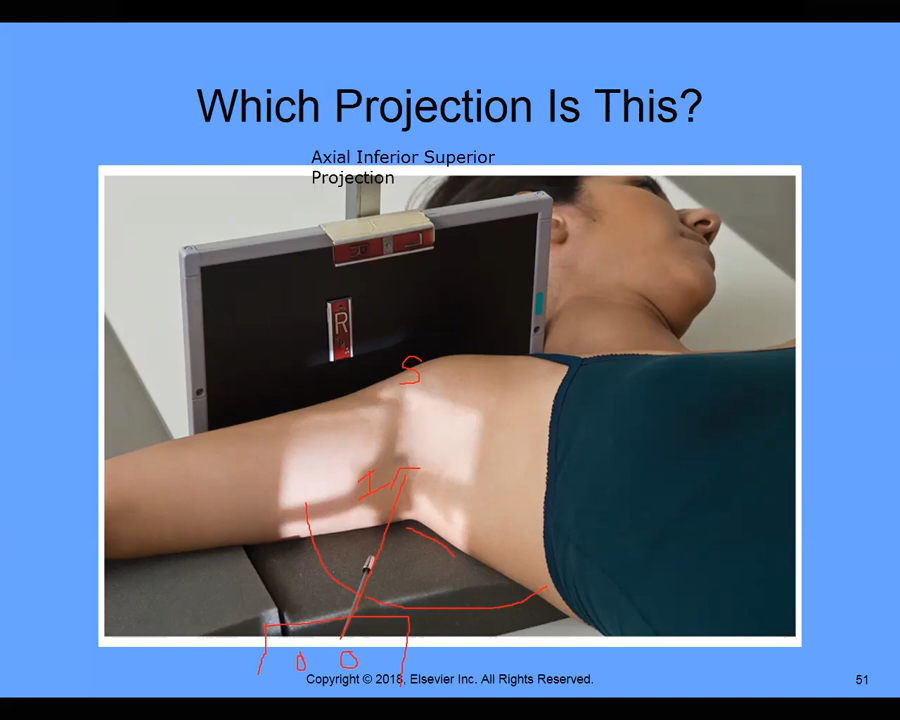 Which Projection Is This?
Axial Inferior Superior
Projection
R
R
S
I
Copyright © 2018, Elsevier Inc. All Rights Reserved.
51